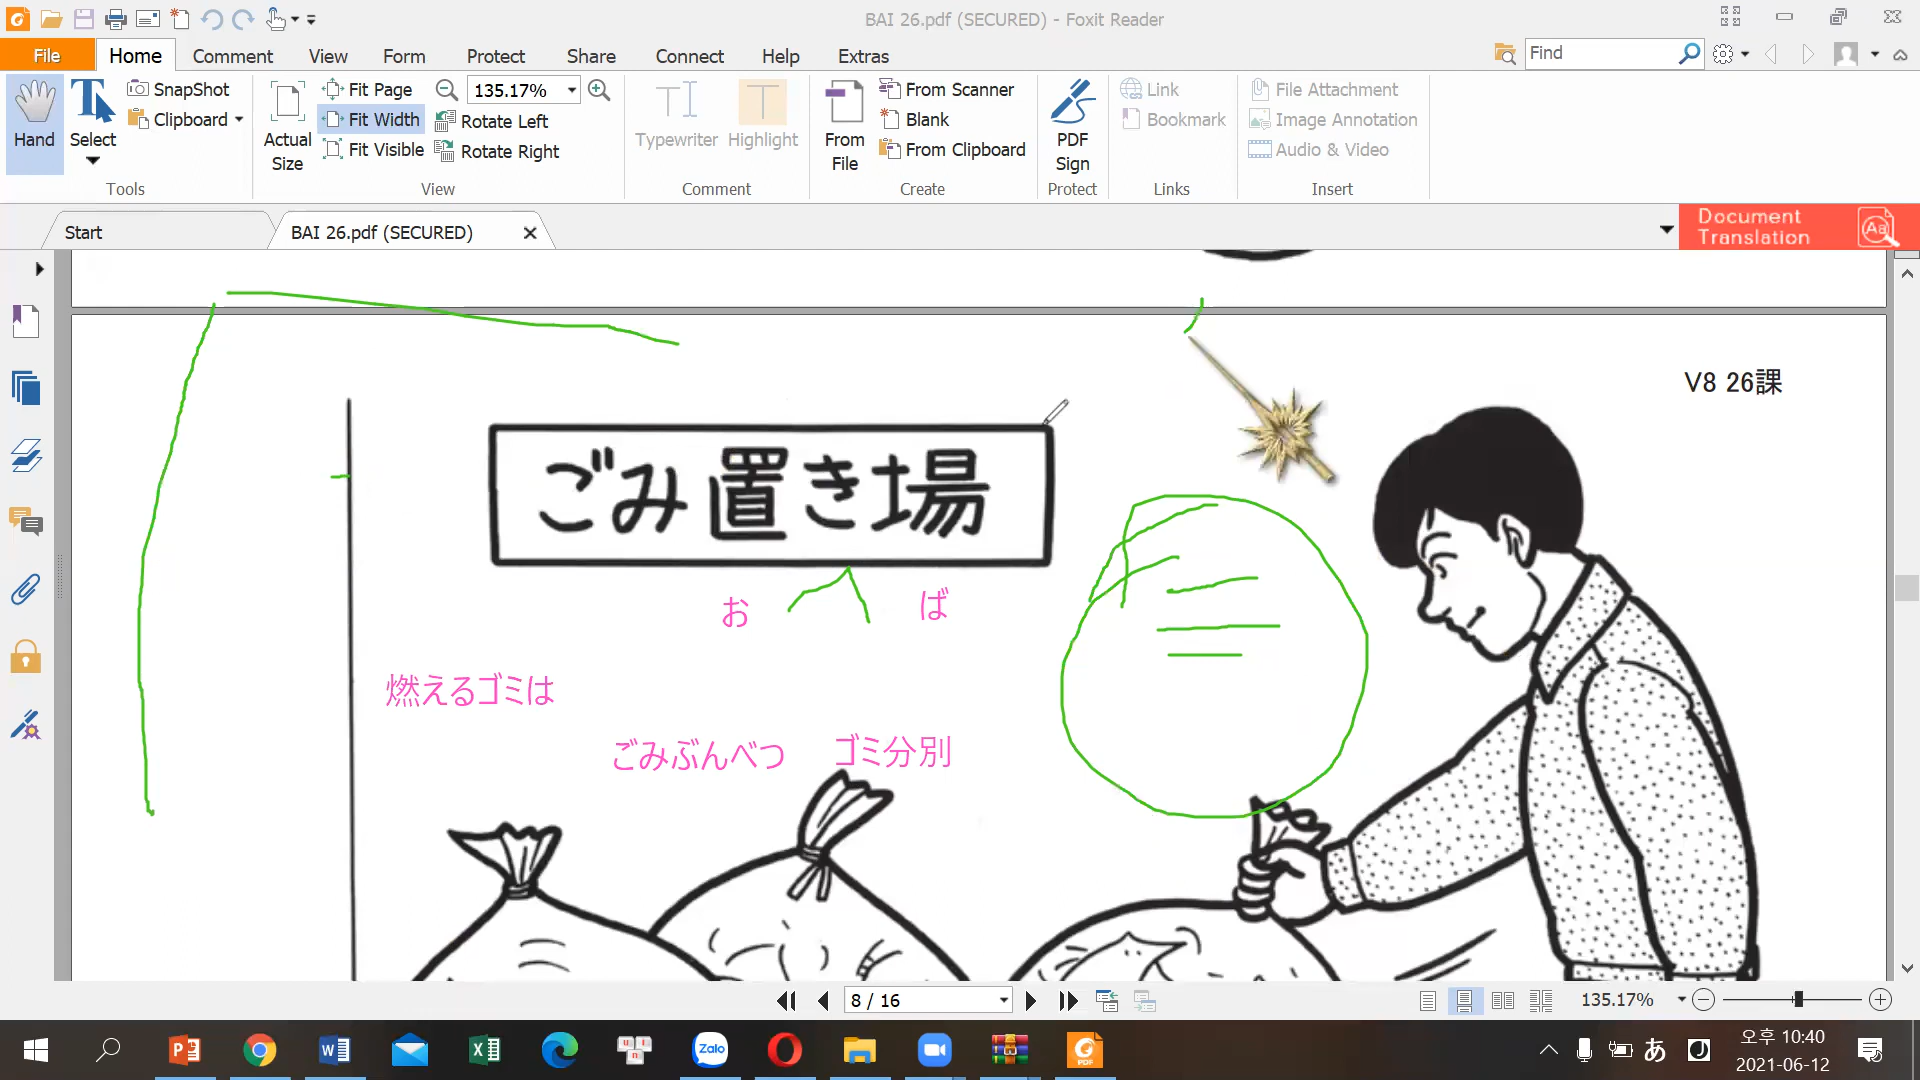 BAI 26.pdf (SECURED) - Foxit Reader
File Home Comment View Form Protect Share Connect Help Extras
Find
Hand
Select
SnapShot
Clipboard
Tools
Actual Size
Fit Page
Fit Width
Fit Visible
135.17%
Rotate Left
Rotate Right
View
Typewriter
Highlight
Comment
From File
From Scanner
Blank
From Clipboard
Create
PDF Sign
Protect
Link
Bookmark
Links
File Attachment
Image Annotation
Audio & Video
Insert
Start
BAI 26.pdf (SECURED)
Document Translation
V8 26課
ごみ置き場
お ば
燃えるゴミは
ごみぶんべつ ゴミ分別
8 / 16
135.17%
Zalo
PDF
あ
오후 10:40
2021-06-12